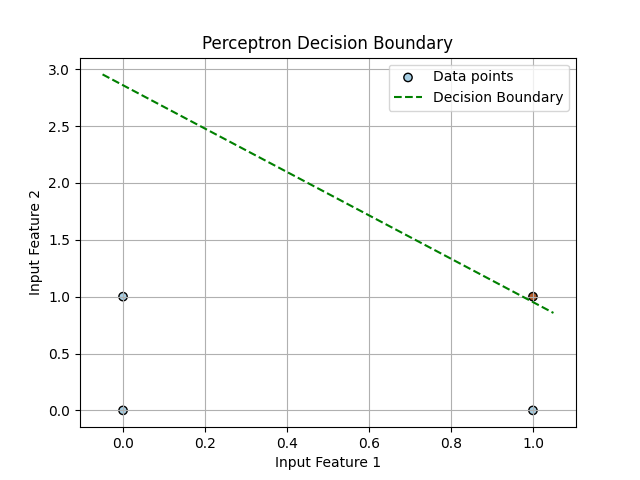 Perceptron Decision Boundary
Data points
Decision Boundary
3.0
2.5
2.0
1.5
1.0
0.5
0.0
Input Feature 2
0.0 0.2 0.4 0.6 0.8 1.0
Input Feature 1